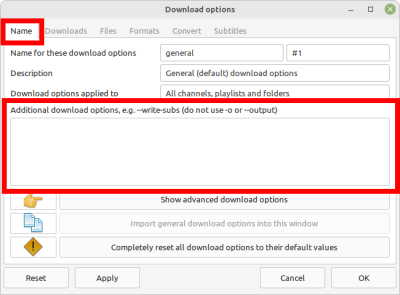 Download options
Name Downloads Files Formats Convert Subtitles
Name for these download options general #1
Description General (default) download options
Download options applied to All channels, playlists and folders
Additional download options, e.g. --write-subs (do not use -o or --output)
Show advanced download options
Import general download options into this window
Completely reset all download options to their default values
Reset Apply Cancel OK